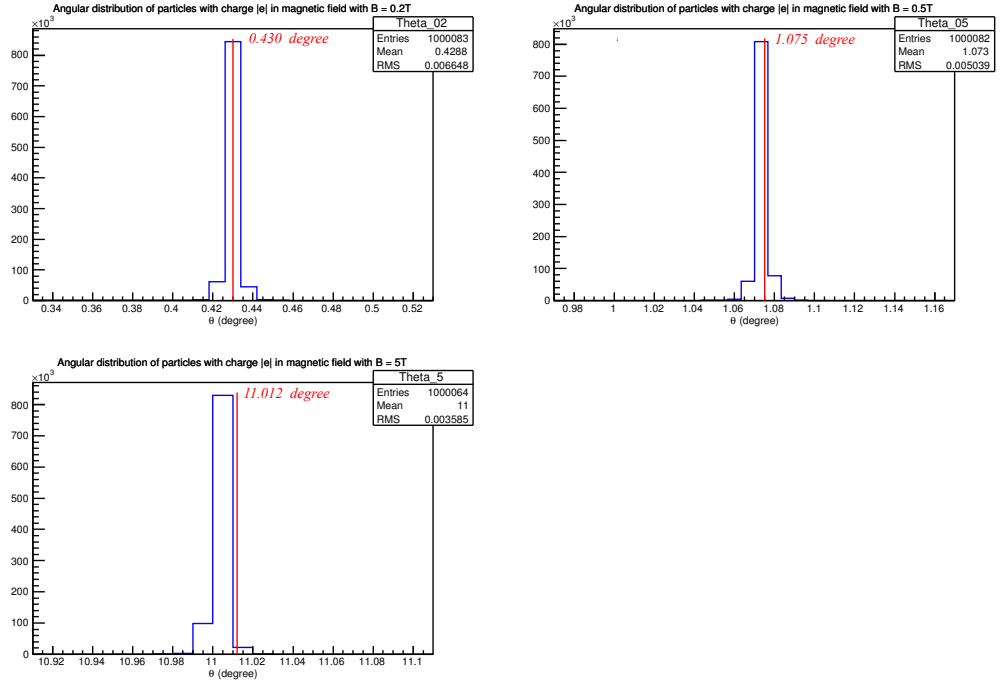 Angular distribution of particles with charge |e| in magnetic field with B = 0.2T
×10³
Theta_02
Entries 1000083
Mean 0.4288
RMS 0.006648
0.430 degree
800
700
600
500
400
300
200
100
0
0.34 0.36 0.38 0.4 0.42 0.44 0.46 0.48 0.5 0.52
θ (degree)
Angular distribution of particles with charge |e| in magnetic field with B = 0.5T
×10³
Theta_05
Entries 1000082
Mean 1.073
RMS 0.005039
1.075 degree
800
700
600
500
400
300
200
100
0
0.98 1 1.02 1.04 1.06 1.08 1.1 1.12 1.14 1.16
θ (degree)
Angular distribution of particles with charge |e| in magnetic field with B = 5T
×10³
Theta_5
Entries 1000064
Mean 11
RMS 0.003585
11.012 degree
800
700
600
500
400
300
200
100
0
10.92 10.94 10.96 10.98 11 11.02 11.04 11.06 11.08 11.1
θ (degree)